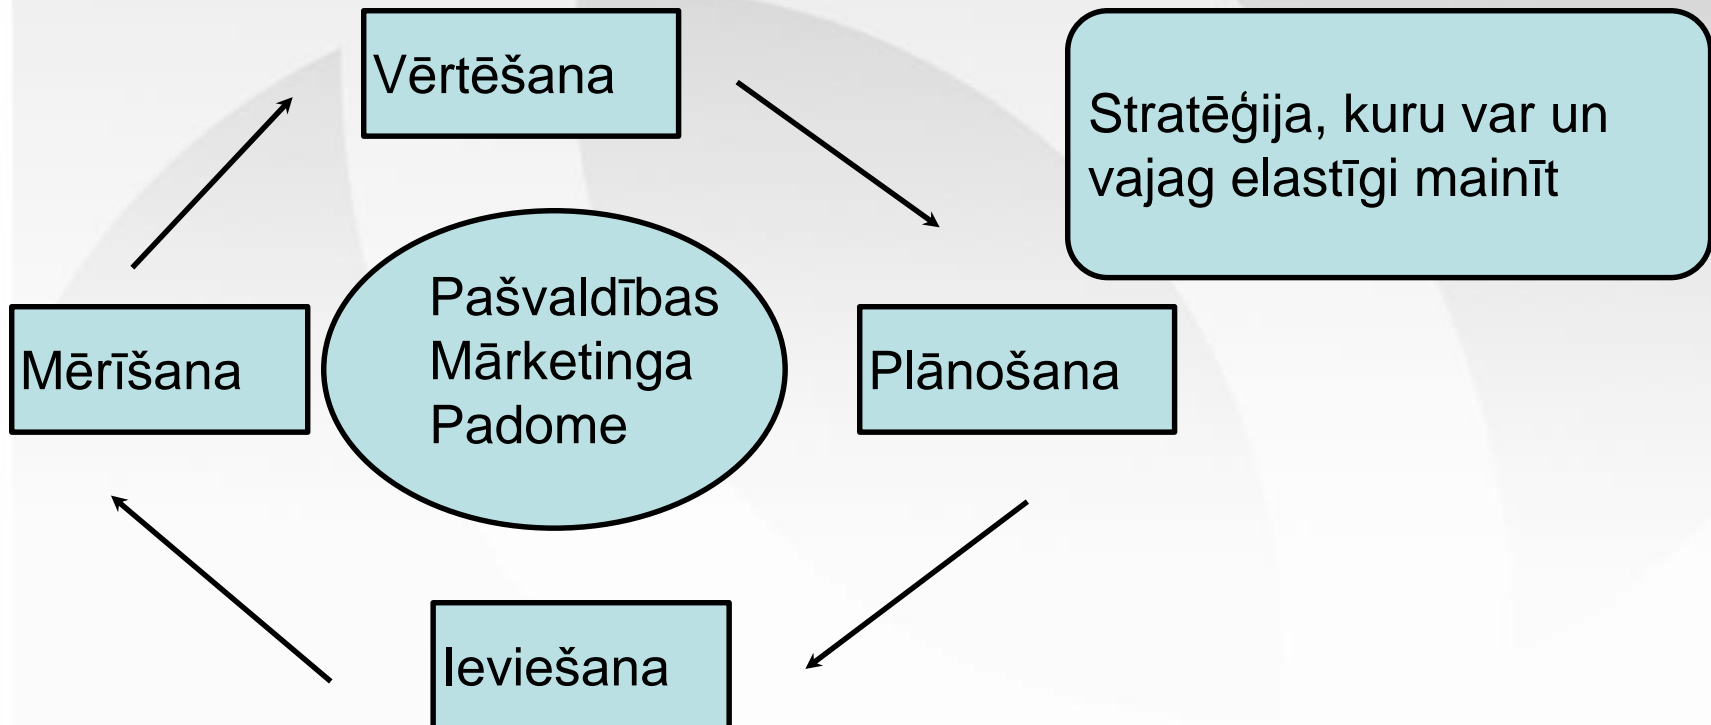 Vērtēšana
Stratēģija, kuru var un
vajag elastīgi mainīt
Pašvaldības
Mārketinga
Padome
Mērīšana
Plānošana
Ieviešana